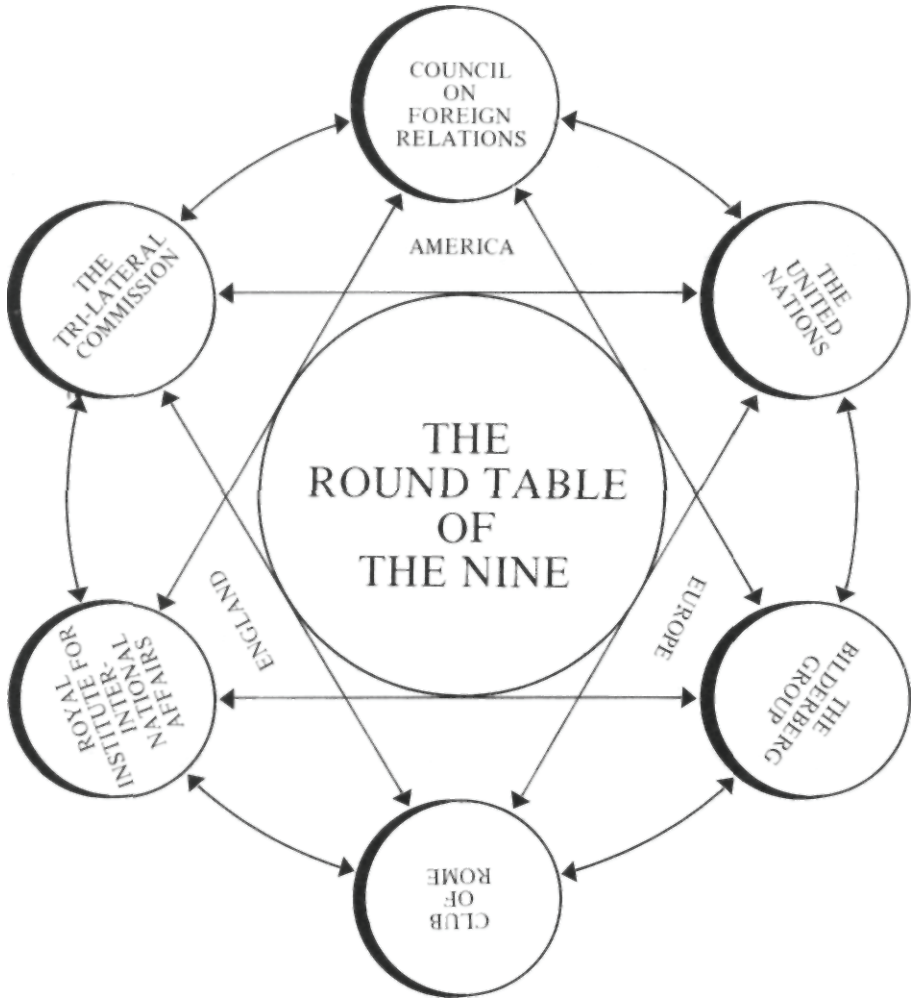 COUNCIL
ON
FOREIGN
RELATIONS
AMERICA
THE
TRI-LATERAL
COMMISSION
THE
UNITED
NATIONS
THE
ROUND TABLE
OF
THE NINE
ENGLAND
EUROPE
ROYAL
INSTITUTE FOR
INTER-
NATIONAL
AFFAIRS
THE
BILDERBERG
GROUP
CLUB
OF
ROME